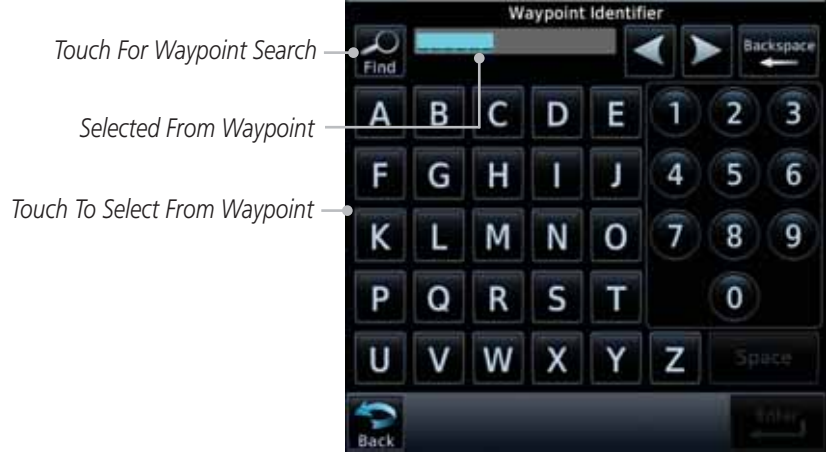 Waypoint Identifier
Touch For Waypoint Search
Find
Backspace
Selected From Waypoint
A B C D E 1 2 3
F G H I J 4 5 6
Touch To Select From Waypoint
K L M N O 7 8 9
P Q R S T 0
U V W X Y Z Space
Back
Enter